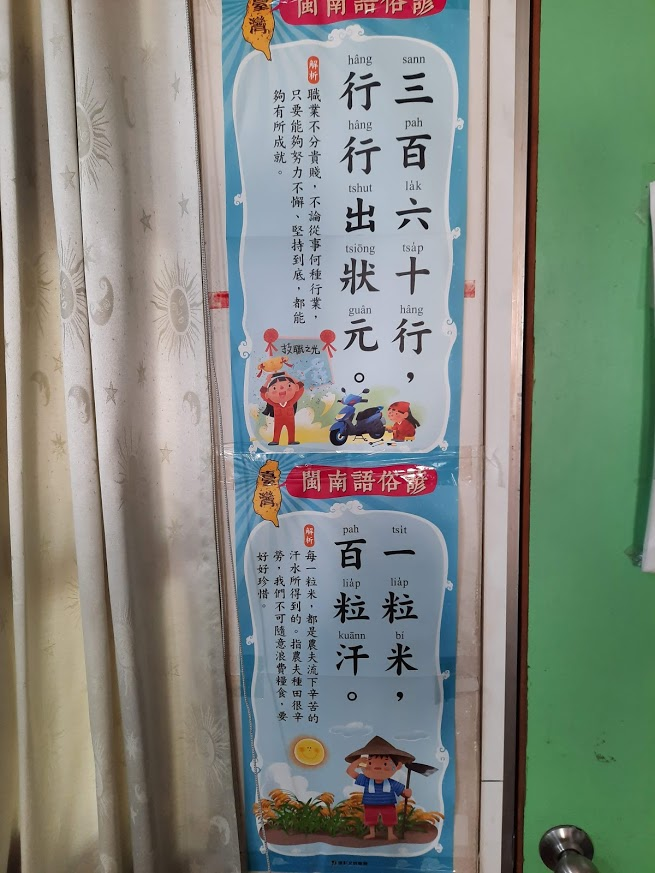 臺灣
閩南語俗諺
sann pah la̍k tsa̍p hâng
三百六十行，
hâng hâng tshut tsiōng guân
行行出狀元。
解析
職業不分貴賤，不論從事何種行業，
只要能夠努力不懈、堅持到底，都能
夠有所成就。
臺灣
閩南語俗諺
tsi̍t lia̍p bí
一粒米，
pah lia̍p kuānn
百粒汗。
解析
每一粒米，都是農夫流下辛苦的
汗水所得到的。指農夫種田很辛
勞，我們不可隨意浪費糧食，要
好好珍惜。